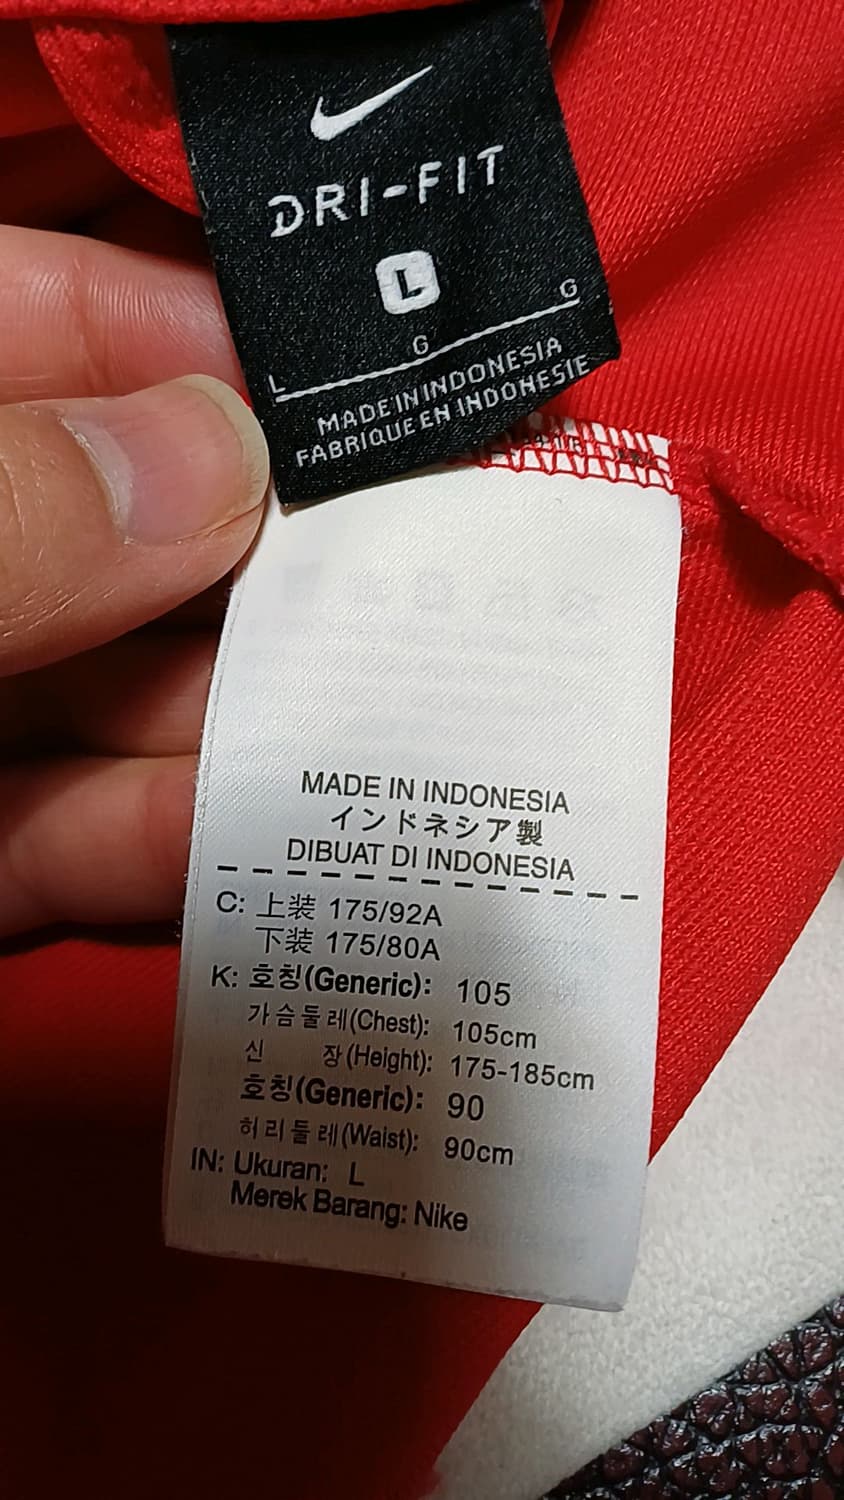 DRI-FIT
L
L G G
MADE IN INDONESIA
FABRIQUE EN INDONESIE
MADE IN INDONESIA
インドネシア製
DIBUAT DI INDONESIA
C: 上装 175/92A
下装 175/80A
K: 호칭(Generic): 105
가슴둘레(Chest): 105cm
신 장(Height): 175-185cm
호칭(Generic): 90
허리둘레(Waist): 90cm
IN: Ukuran: L
Merek Barang: Nike